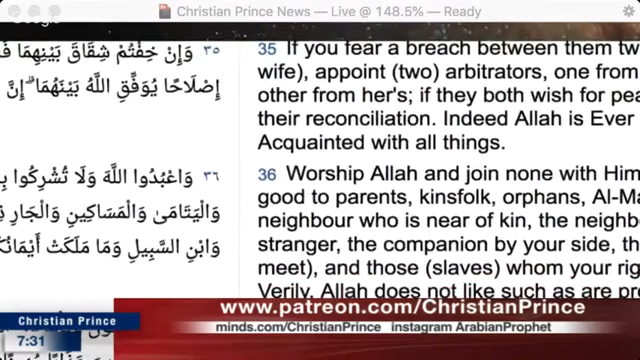 Christian Prince News — Live @ 148.5% — Ready
٣٥ وَإِنْ خِفْتُمْ شِقَاقَ بَيْنِهِمَا
إِصْلَاحًا يُوَفِّقِ اللَّهُ بَيْنَهُمَا ۗ إِنَّ
35 If you fear a breach between them tw
wife), appoint (two) arbitrators, one from
other from her's; if they both wish for pea
their reconciliation. Indeed Allah is Ever
Acquainted with all things.
٣٦ وَاعْبُدُوا اللَّهَ وَلَا تُشْرِكُوا
وَالْيَتَامَىٰ وَالْمَسَاكِينِ وَالْجَارِ
وَابْنِ السَّبِيلِ وَمَا مَلَكَتْ
36 Worship Allah and join none with Him
good to parents, kinsfolk, orphans, Al-Ma
neighbour who is near of kin, the neighb
stranger, the companion by your side, th
meet), and those (slaves) whom your rig
Verily, Allah does not like such as are pro
www.patreon.com/ChristianPrince
Christian Prince
minds.com/ChristianPrince instagram ArabianProphet
7:31